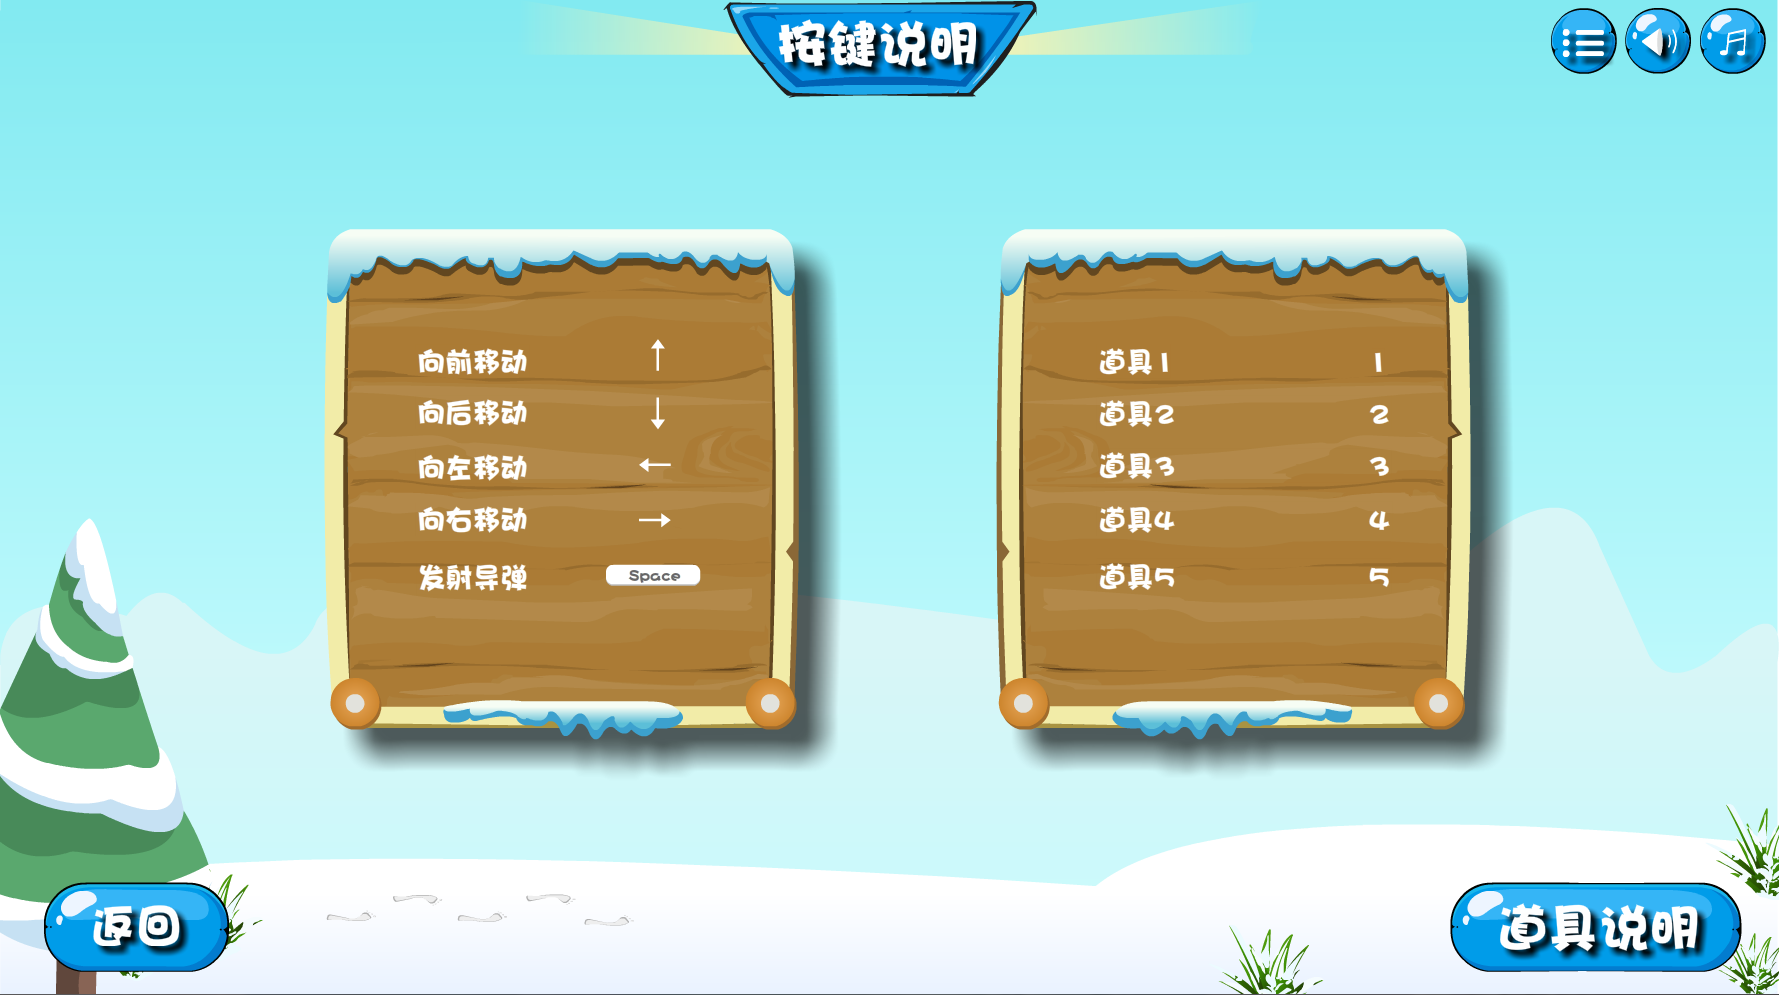 按键说明
向前移动 ↑
向后移动 ↓
向左移动 ←
向右移动 →
发射导弹 Space
道具1 1
道具2 2
道具3 3
道具4 4
道具5 5
返回
道具说明